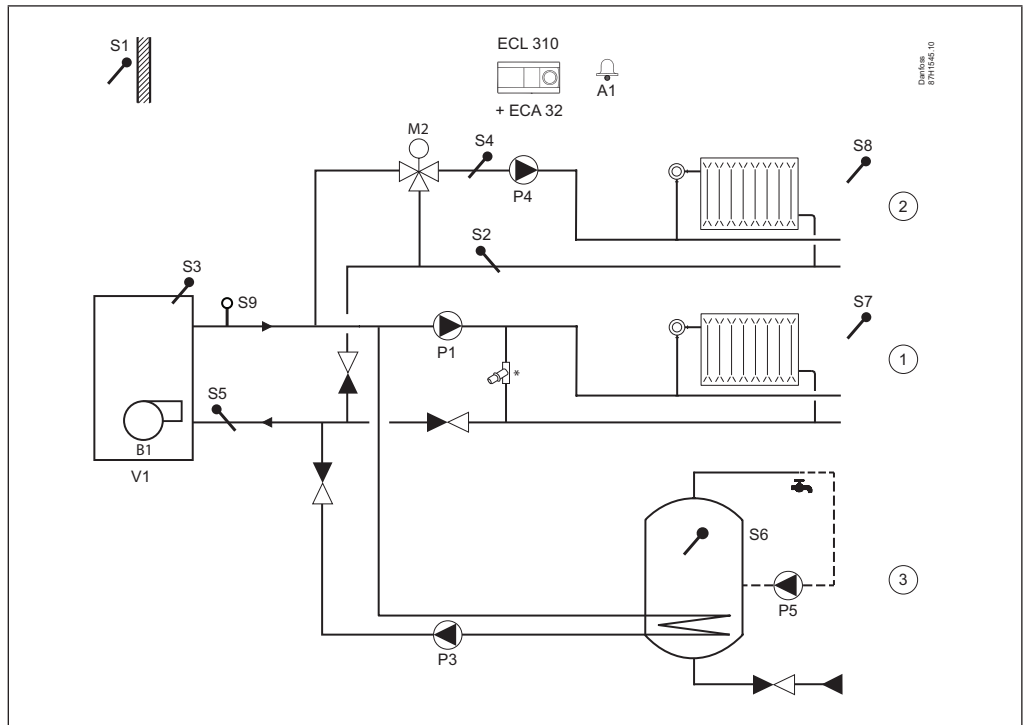 S1
ECL 310
+ ECA 32
A1
Danfoss
87H1545.10
M2
S4
P4
S8
2
S2
S3
S9
P1
S7
*
1
S5
B1
V1
S6
3
P5
P3